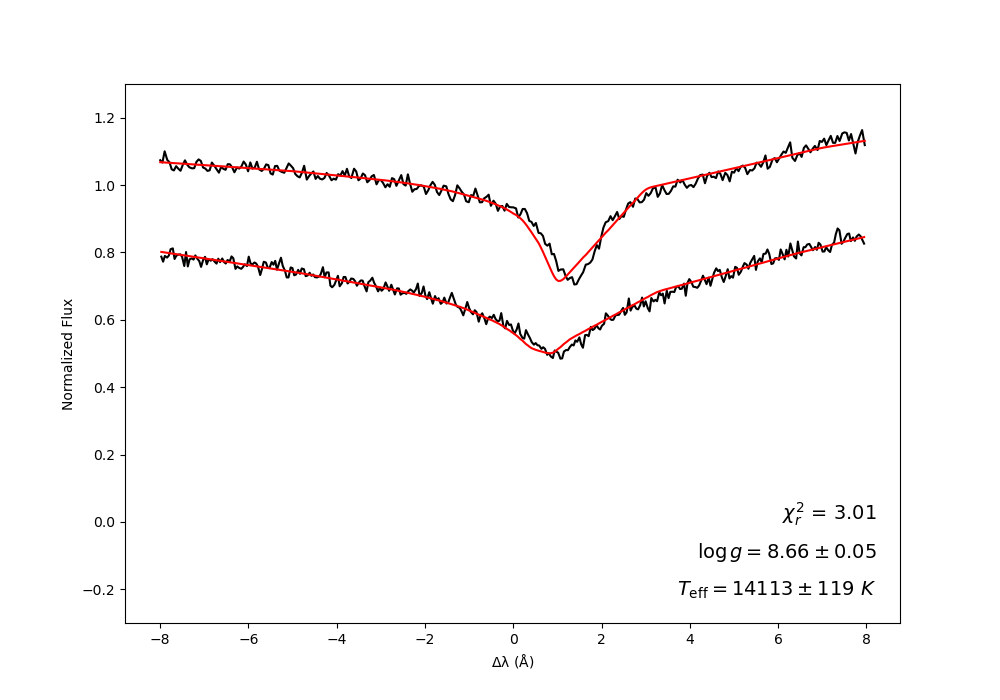 1.2
1.0
0.8
0.6
0.4
0.2
0.0
−0.2
Normalized Flux
χ²ᵣ = 3.01
log g = 8.66 ± 0.05
T_eff = 14113 ± 119 K
−8 −6 −4 −2 0 2 4 6 8
Δλ (Å)